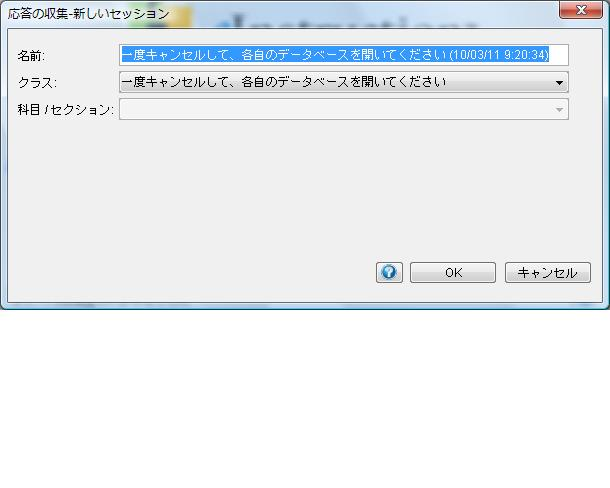 応答の収集-新しいセッション
名前:
一度キャンセルして、各自のデータベースを開いてください (10/03/11 9:20:34)
クラス:
一度キャンセルして、各自のデータベースを開いてください
科目 / セクション:
OK
キャンセル